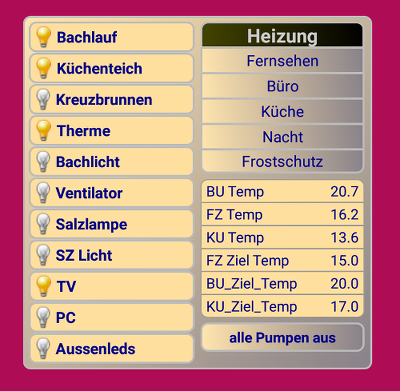 Bachlauf
Küchenteich
Kreuzbrunnen
Therme
Bachlicht
Ventilator
Salzlampe
SZ Licht
TV
PC
Aussenleds
Heizung
Fernsehen
Büro
Küche
Nacht
Frostschutz
BU Temp 20.7
FZ Temp 16.2
KU Temp 13.6
FZ Ziel Temp 15.0
BU_Ziel_Temp 20.0
KU_Ziel_Temp 17.0
alle Pumpen aus